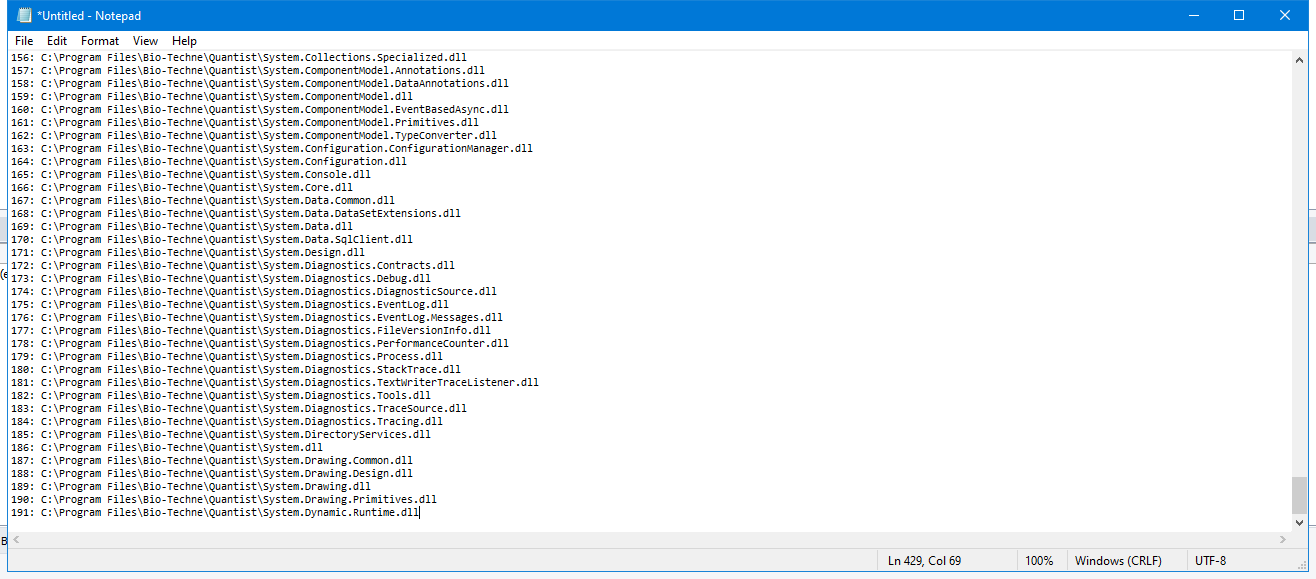 *Untitled - Notepad
File Edit Format View Help
156: C:\Program Files\Bio-Techne\Quantist\System.Collections.Specialized.dll
157: C:\Program Files\Bio-Techne\Quantist\System.ComponentModel.Annotations.dll
158: C:\Program Files\Bio-Techne\Quantist\System.ComponentModel.DataAnnotations.dll
159: C:\Program Files\Bio-Techne\Quantist\System.ComponentModel.dll
160: C:\Program Files\Bio-Techne\Quantist\System.ComponentModel.EventBasedAsync.dll
161: C:\Program Files\Bio-Techne\Quantist\System.ComponentModel.Primitives.dll
162: C:\Program Files\Bio-Techne\Quantist\System.ComponentModel.TypeConverter.dll
163: C:\Program Files\Bio-Techne\Quantist\System.Configuration.ConfigurationManager.dll
164: C:\Program Files\Bio-Techne\Quantist\System.Configuration.dll
165: C:\Program Files\Bio-Techne\Quantist\System.Console.dll
166: C:\Program Files\Bio-Techne\Quantist\System.Core.dll
167: C:\Program Files\Bio-Techne\Quantist\System.Data.Common.dll
168: C:\Program Files\Bio-Techne\Quantist\System.Data.DataSetExtensions.dll
169: C:\Program Files\Bio-Techne\Quantist\System.Data.dll
170: C:\Program Files\Bio-Techne\Quantist\System.Data.SqlClient.dll
171: C:\Program Files\Bio-Techne\Quantist\System.Design.dll
172: C:\Program Files\Bio-Techne\Quantist\System.Diagnostics.Contracts.dll
173: C:\Program Files\Bio-Techne\Quantist\System.Diagnostics.Debug.dll
174: C:\Program Files\Bio-Techne\Quantist\System.Diagnostics.DiagnosticSource.dll
175: C:\Program Files\Bio-Techne\Quantist\System.Diagnostics.EventLog.dll
176: C:\Program Files\Bio-Techne\Quantist\System.Diagnostics.EventLog.Messages.dll
177: C:\Program Files\Bio-Techne\Quantist\System.Diagnostics.FileVersionInfo.dll
178: C:\Program Files\Bio-Techne\Quantist\System.Diagnostics.PerformanceCounter.dll
179: C:\Program Files\Bio-Techne\Quantist\System.Diagnostics.Process.dll
180: C:\Program Files\Bio-Techne\Quantist\System.Diagnostics.StackTrace.dll
181: C:\Program Files\Bio-Techne\Quantist\System.Diagnostics.TextWriterTraceListener.dll
182: C:\Program Files\Bio-Techne\Quantist\System.Diagnostics.Tools.dll
183: C:\Program Files\Bio-Techne\Quantist\System.Diagnostics.TraceSource.dll
184: C:\Program Files\Bio-Techne\Quantist\System.Diagnostics.Tracing.dll
185: C:\Program Files\Bio-Techne\Quantist\System.DirectoryServices.dll
186: C:\Program Files\Bio-Techne\Quantist\System.dll
187: C:\Program Files\Bio-Techne\Quantist\System.Drawing.Common.dll
188: C:\Program Files\Bio-Techne\Quantist\System.Drawing.Design.dll
189: C:\Program Files\Bio-Techne\Quantist\System.Drawing.dll
190: C:\Program Files\Bio-Techne\Quantist\System.Drawing.Primitives.dll
191: C:\Program Files\Bio-Techne\Quantist\System.Dynamic.Runtime.dll
Ln 429, Col 69 100% Windows (CRLF) UTF-8